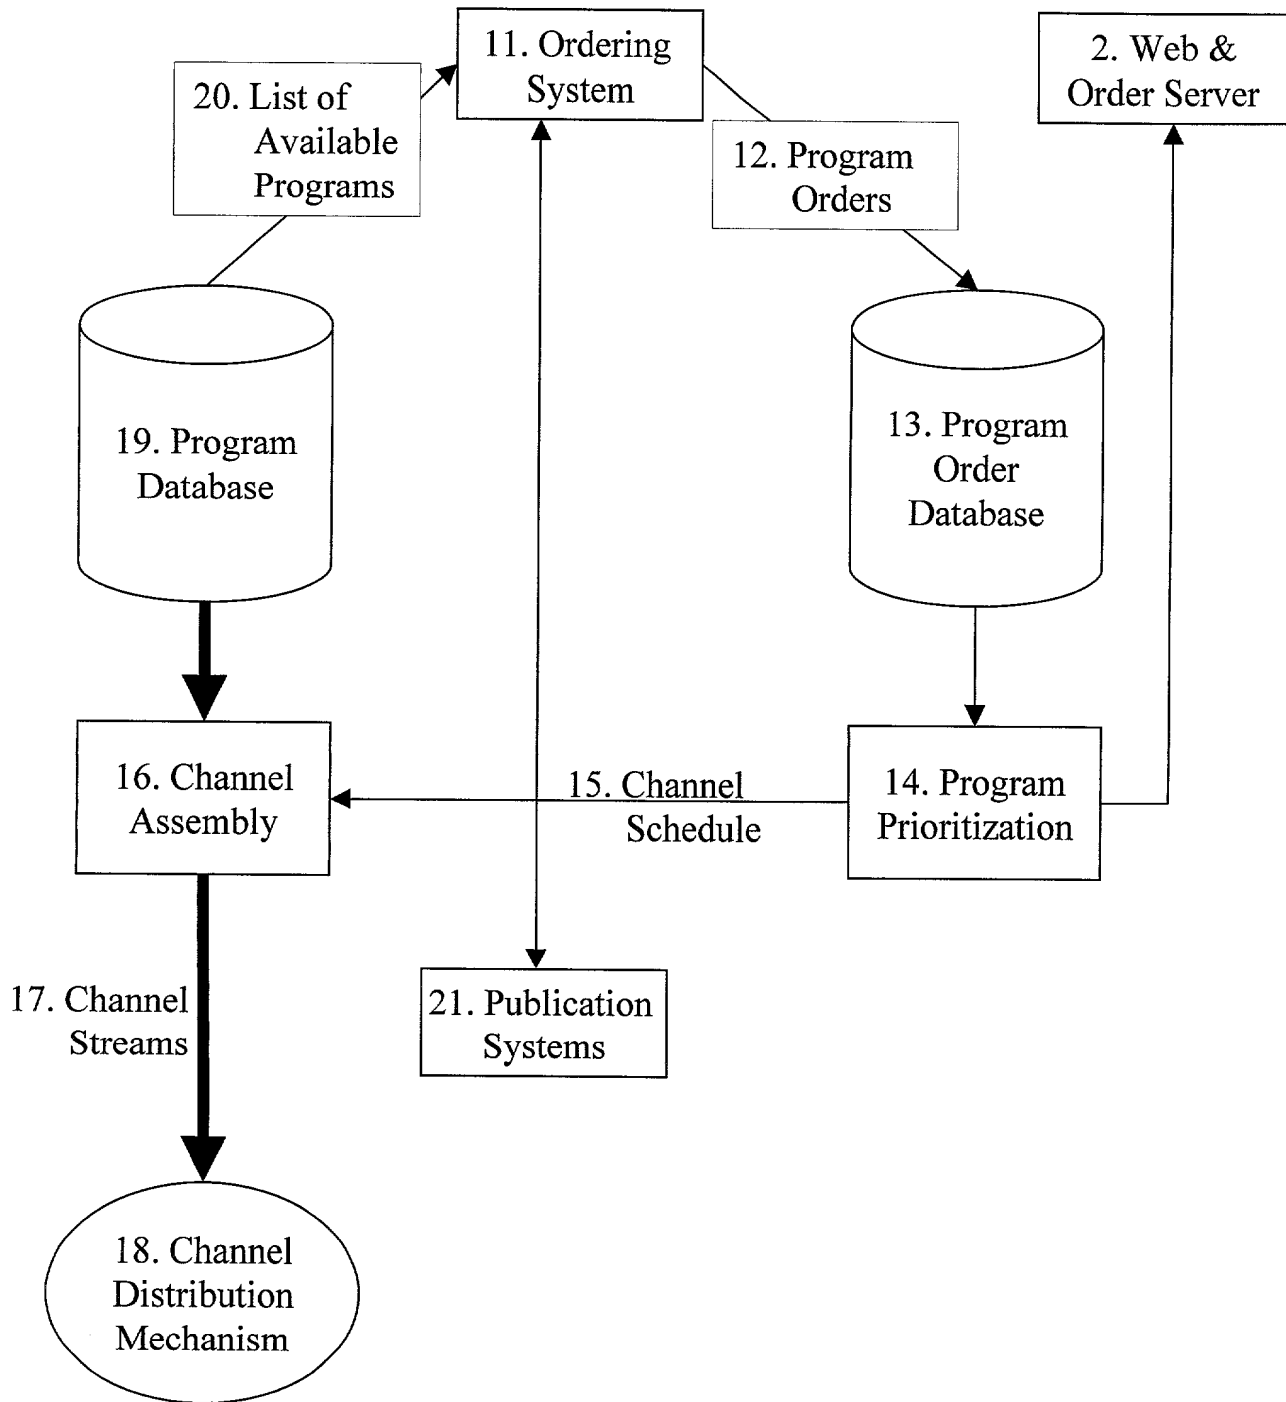 11. Ordering
System
2. Web &
Order Server
20. List of
Available
Programs
12. Program
Orders
19. Program
Database
13. Program
Order
Database
16. Channel
Assembly
15. Channel
Schedule
14. Program
Prioritization
17. Channel
Streams
21. Publication
Systems
18. Channel
Distribution
Mechanism